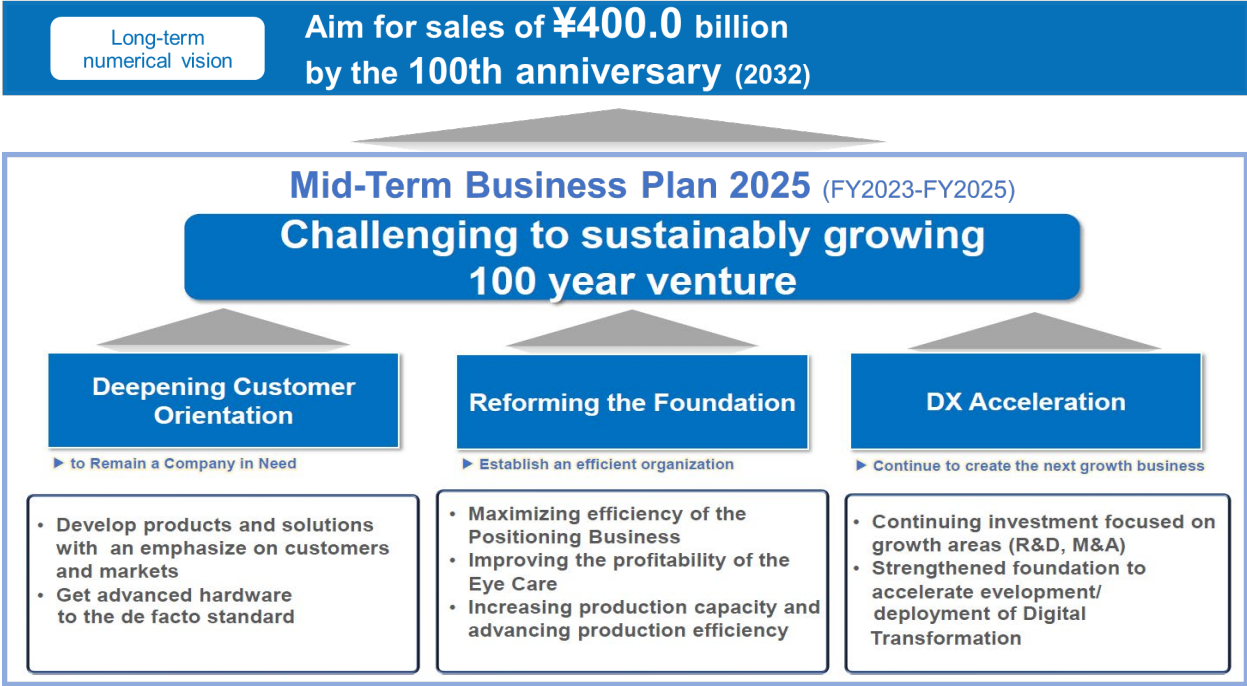 Long-term
numerical vision
Aim for sales of ¥400.0 billion
by the 100th anniversary (2032)
Mid-Term Business Plan 2025 (FY2023-FY2025)
Challenging to sustainably growing
100 year venture
Deepening Customer
Orientation
▶ to Remain a Company in Need
• Develop products and solutions
with an emphasize on customers
and markets
• Get advanced hardware
to the de facto standard
Reforming the Foundation
▶ Establish an efficient organization
• Maximizing efficiency of the
Positioning Business
• Improving the profitability of the
Eye Care
• Increasing production capacity and
advancing production efficiency
DX Acceleration
▶ Continue to create the next growth business
• Continuing investment focused on
growth areas (R&D, M&A)
• Strengthened foundation to
accelerate evelopment/
deployment of Digital
Transformation